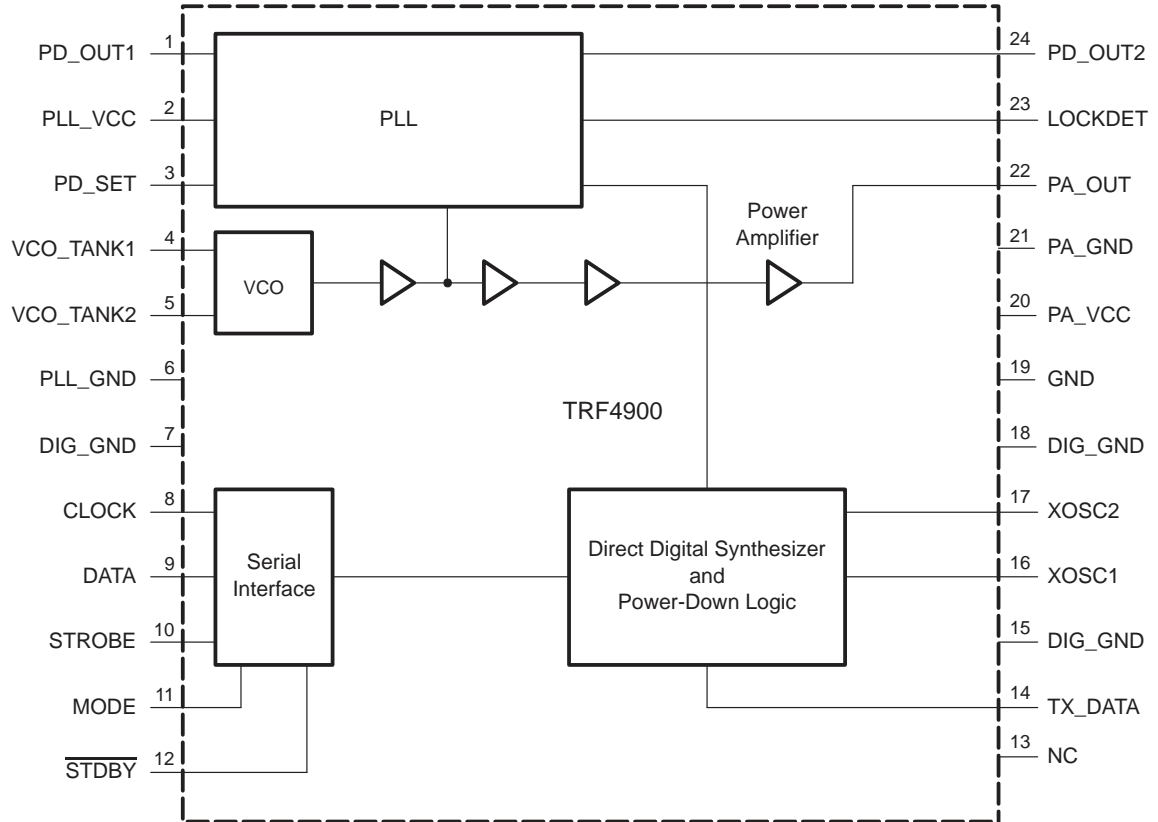 PD_OUT1
1
PLL_VCC
2
PD_SET
3
VCO_TANK1
4
VCO_TANK2
5
PLL_GND
6
DIG_GND
7
CLOCK
8
DATA
9
STROBE
10
MODE
11
STDBY
12
PLL
VCO
Power
Amplifier
TRF4900
Serial
Interface
Direct Digital Synthesizer
and
Power-Down Logic
24
PD_OUT2
23
LOCKDET
22
PA_OUT
21
PA_GND
20
PA_VCC
19
GND
18
DIG_GND
17
XOSC2
16
XOSC1
15
DIG_GND
14
TX_DATA
13
NC